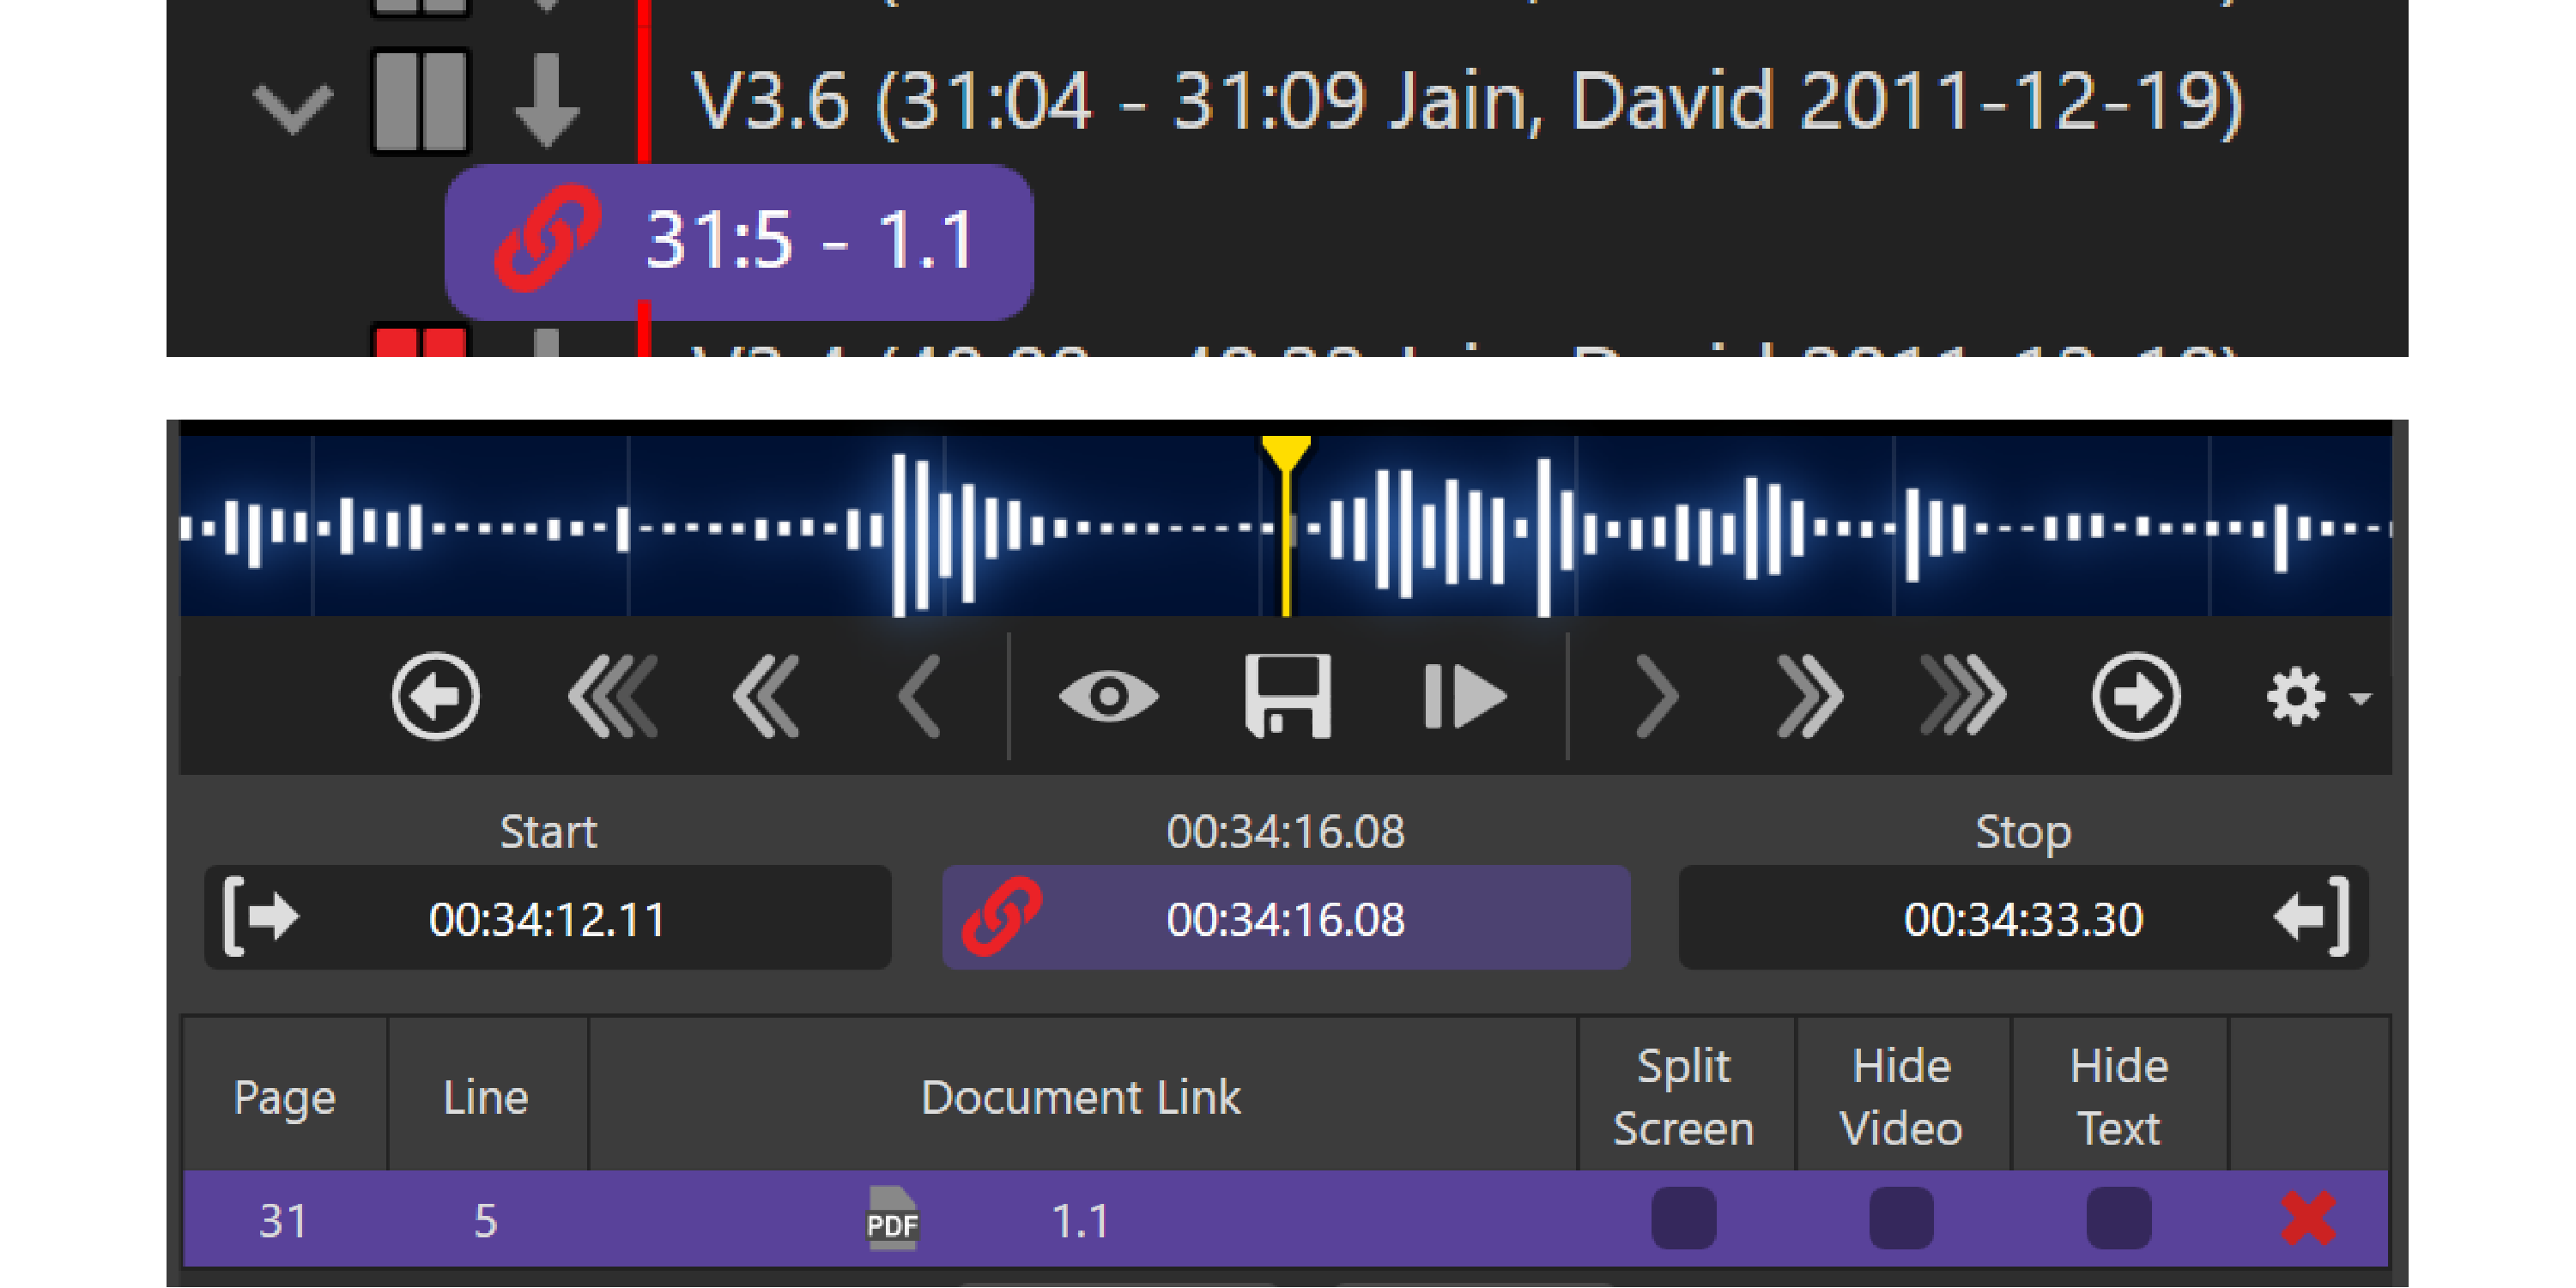 V3.6 (31:04 - 31:09 Jain, David 2011-12-19)
31:5 - 1.1
Start
00:34:16.08
Stop
00:34:12.11
00:34:16.08
00:34:33.30
Page
Line
Document Link
Split
Screen
Hide
Video
Hide
Text
31
5
PDF
1.1